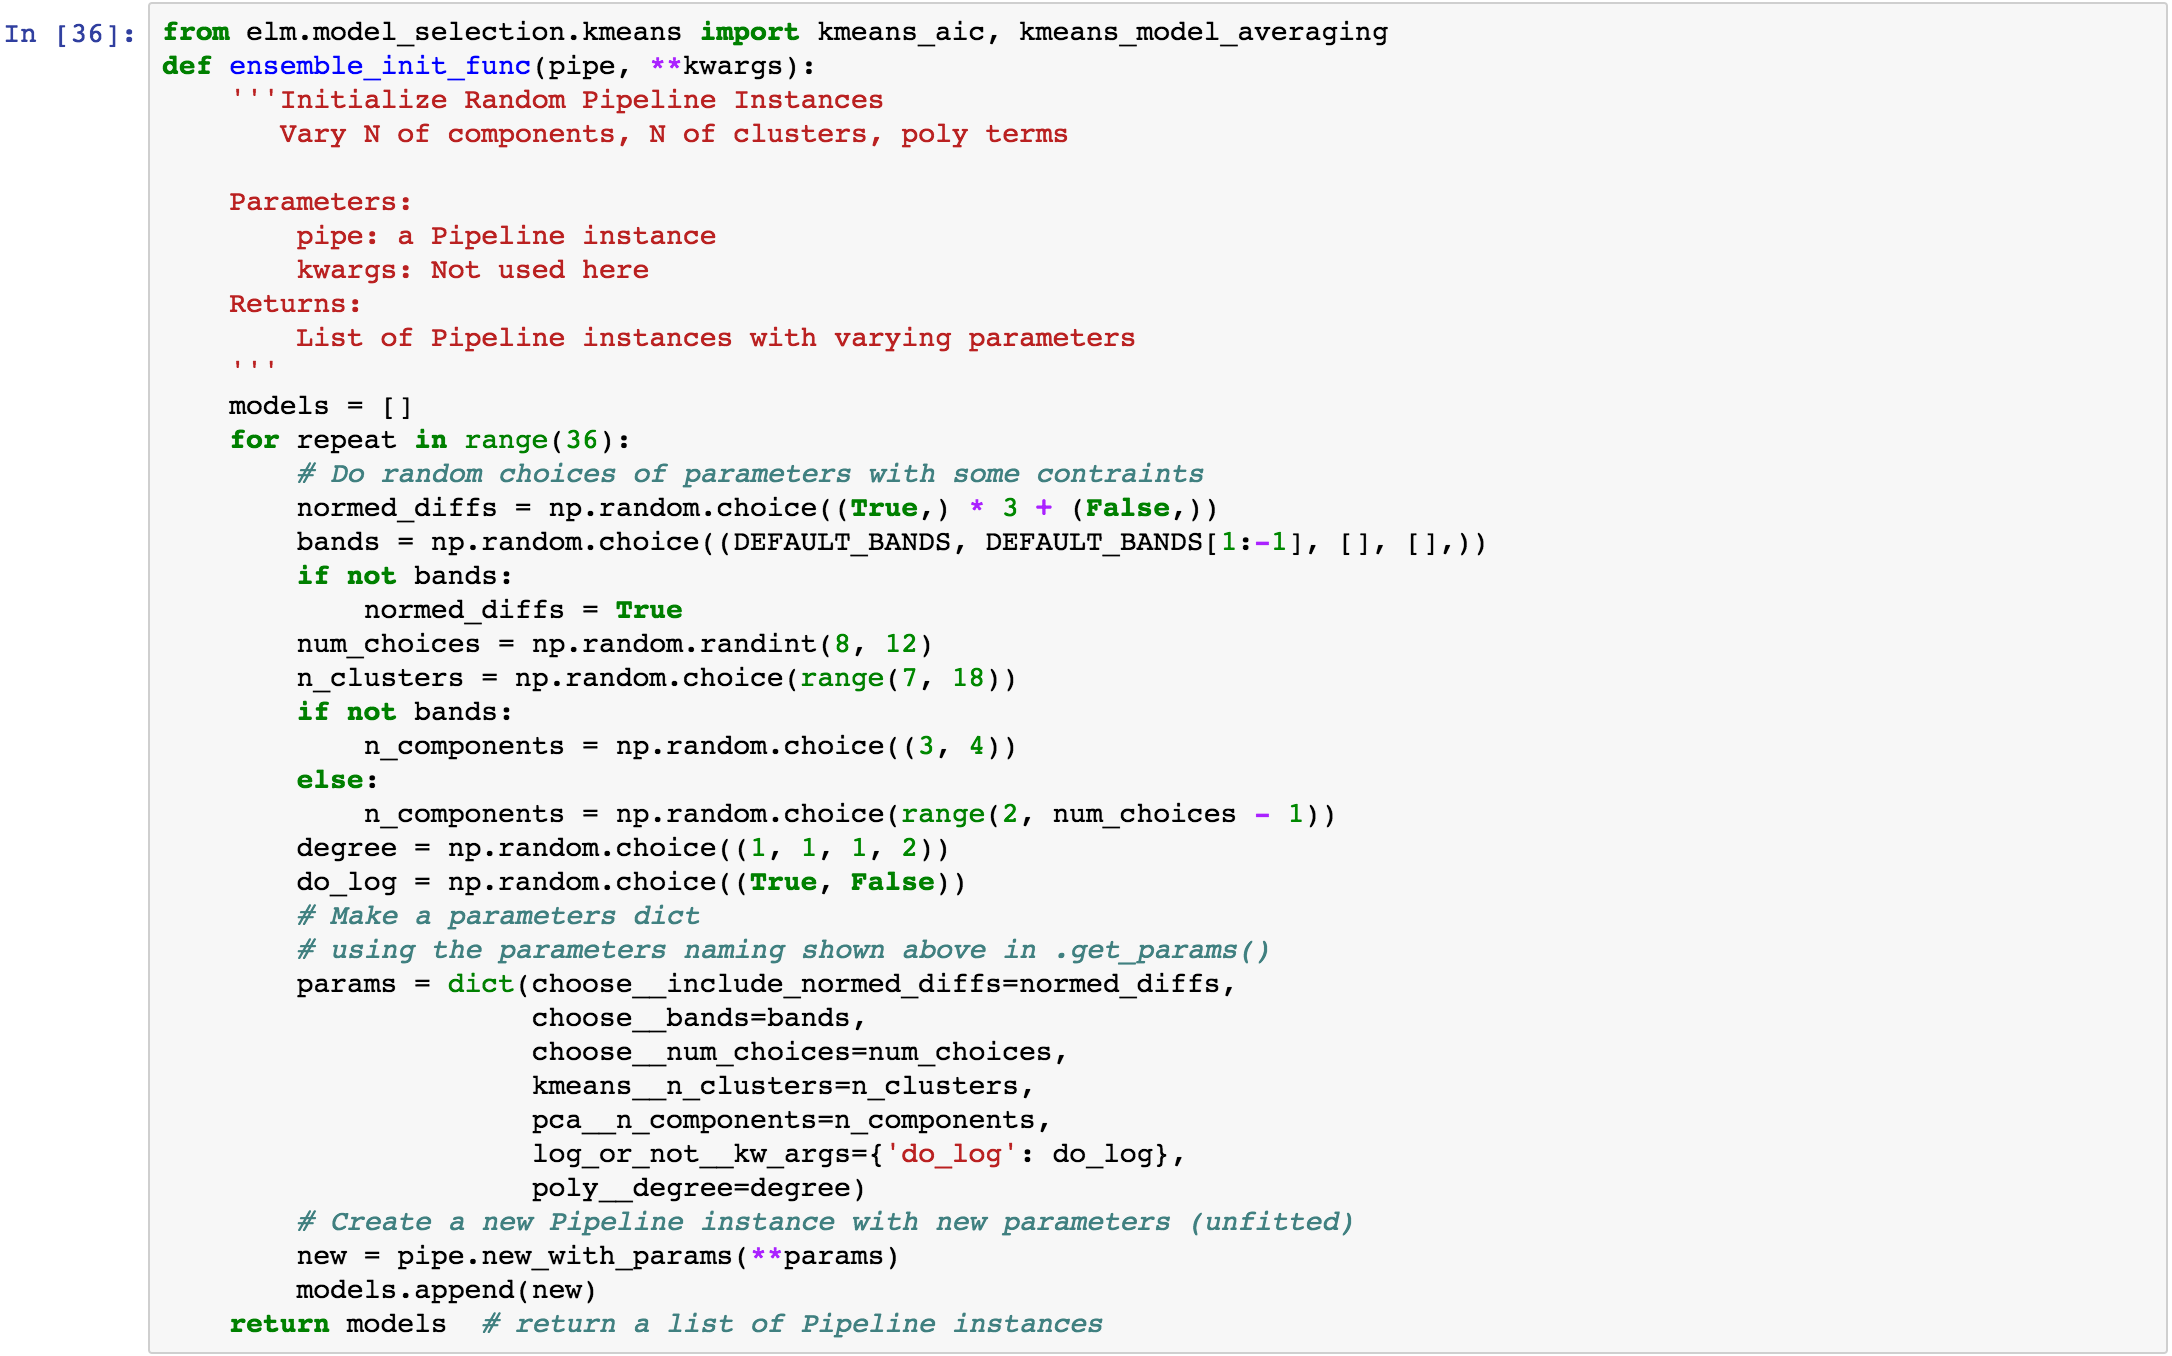 In [36]: from elm.model_selection.kmeans import kmeans_aic, kmeans_model_averaging
def ensemble_init_func(pipe, **kwargs):
    '''Initialize Random Pipeline Instances
       Vary N of components, N of clusters, poly terms

    Parameters:
        pipe: a Pipeline instance
        kwargs: Not used here
    Returns:
        List of Pipeline instances with varying parameters
    '''
    models = []
    for repeat in range(36):
        # Do random choices of parameters with some contraints
        normed_diffs = np.random.choice((True,) * 3 + (False,))
        bands = np.random.choice((DEFAULT_BANDS, DEFAULT_BANDS[1:-1], [], [],))
        if not bands:
            normed_diffs = True
        num_choices = np.random.randint(8, 12)
        n_clusters = np.random.choice(range(7, 18))
        if not bands:
            n_components = np.random.choice((3, 4))
        else:
            n_components = np.random.choice(range(2, num_choices - 1))
        degree = np.random.choice((1, 1, 1, 2))
        do_log = np.random.choice((True, False))
        # Make a parameters dict
        # using the parameters naming shown above in .get_params()
        params = dict(choose__include_normed_diffs=normed_diffs,
                      choose__bands=bands,
                      choose__num_choices=num_choices,
                      kmeans__n_clusters=n_clusters,
                      pca__n_components=n_components,
                      log_or_not__kw_args={'do_log': do_log},
                      poly__degree=degree)
        # Create a new Pipeline instance with new parameters (unfitted)
        new = pipe.new_with_params(**params)
        models.append(new)
    return models  # return a list of Pipeline instances